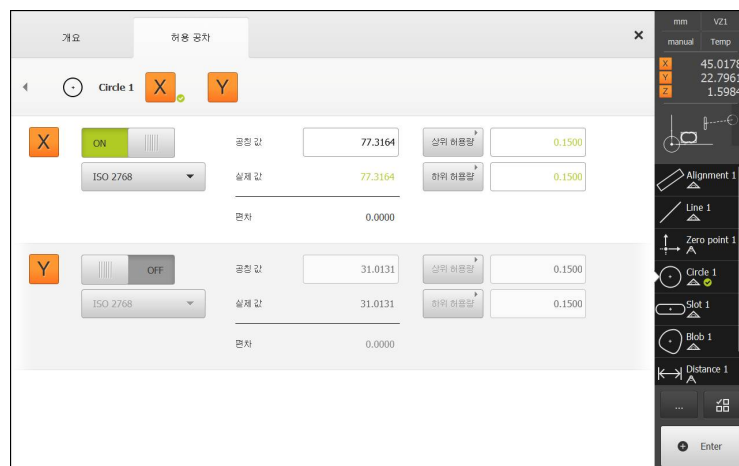 개요
허용 공차
×
Circle 1
X
Y
X
ON
ISO 2768
공칭 값
77.3164
상위 허용량
0.1500
실제 값
77.3164
하위 허용량
0.1500
편차
0.0000
Y
OFF
ISO 2768
공칭 값
31.0131
상위 허용량
0.1500
실제 값
31.0131
하위 허용량
0.1500
편차
0.0000
mm
VZ1
manual
Temp
X
45.0178
Y
22.7961
Z
1.5984
Alignment 1
Line 1
Zero point 1
Circle 1
Slot 1
Blob 1
Distance 1
...
Enter